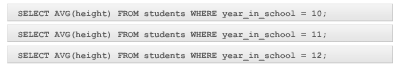 SELECT AVG(height) FROM students WHERE year_in_school = 10;
SELECT AVG(height) FROM students WHERE year_in_school = 11;
SELECT AVG(height) FROM students WHERE year_in_school = 12;